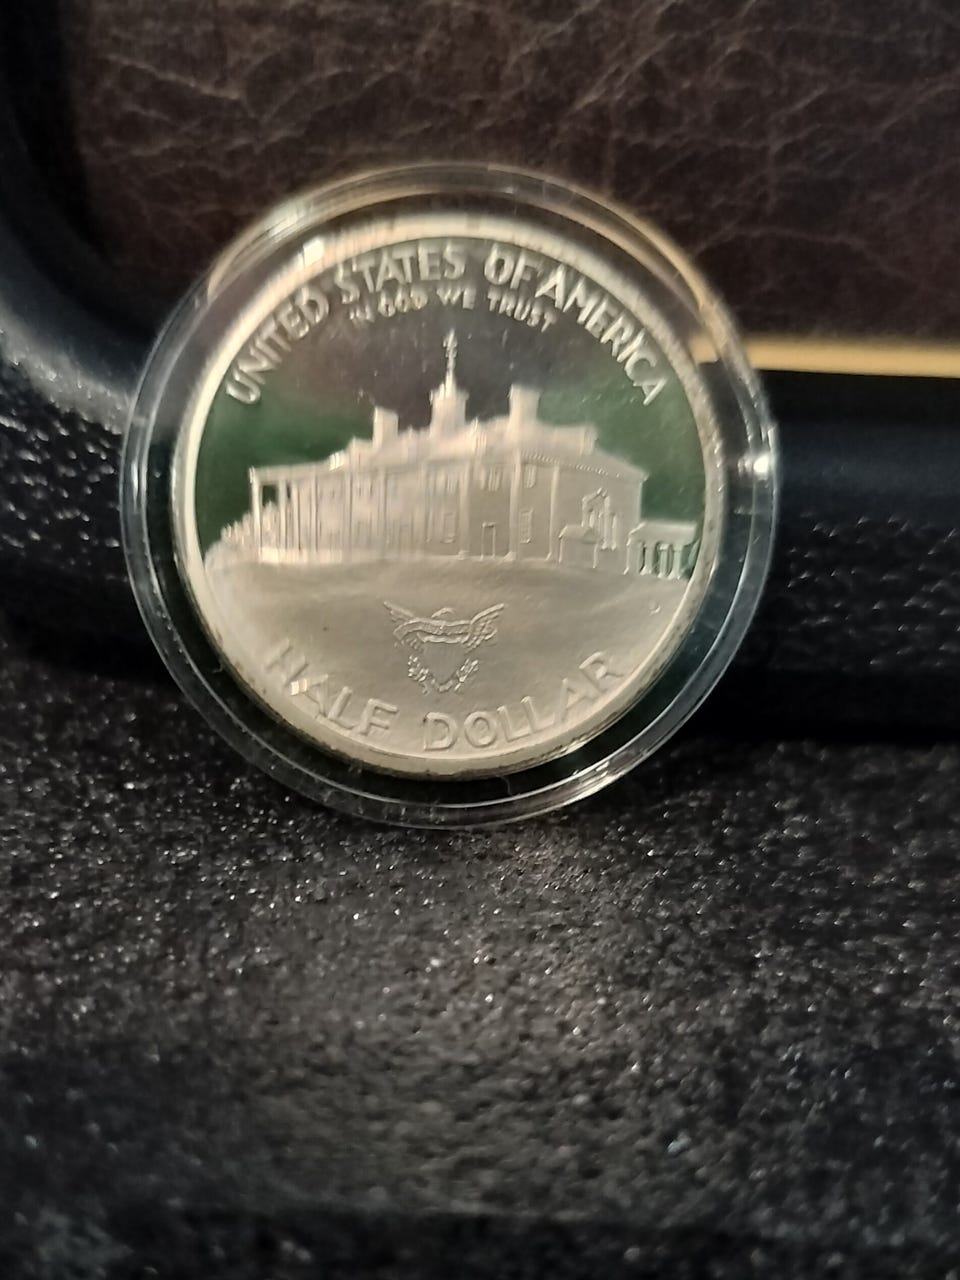 UNITED STATES OF AMERICA
IN GOD WE TRUST
HALF DOLLAR